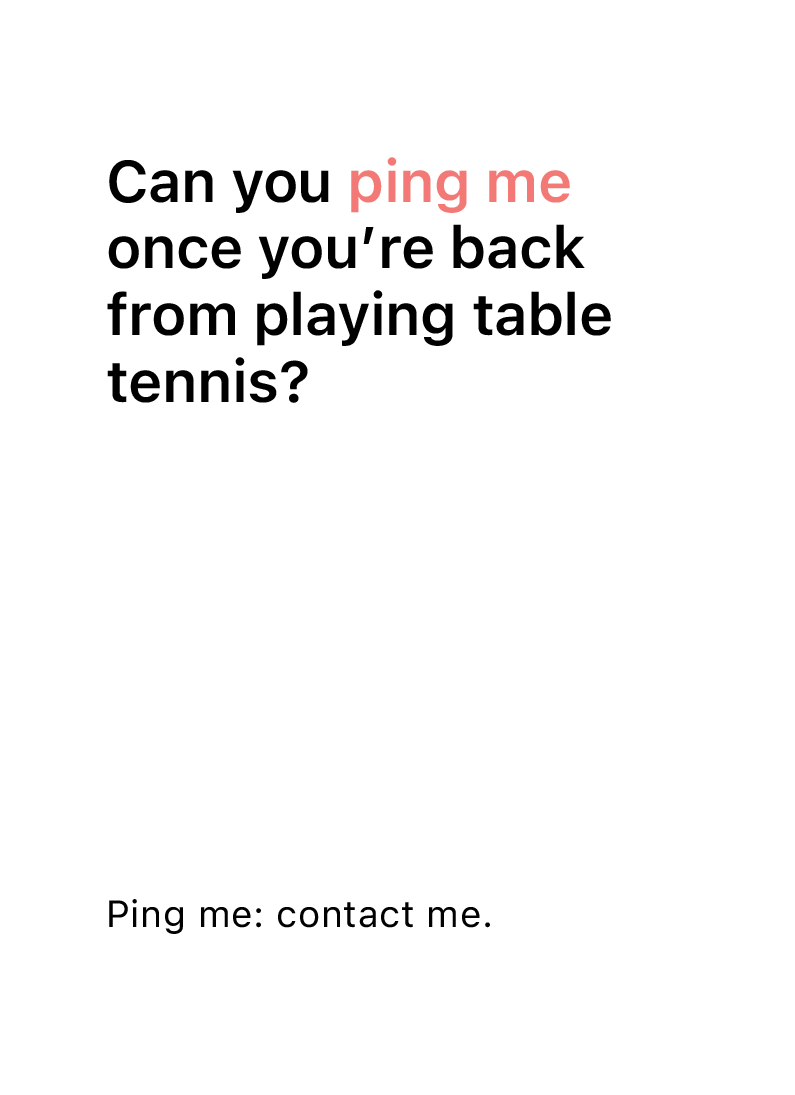 Can you ping me
once you’re back
from playing table
tennis?
Ping me: contact me.